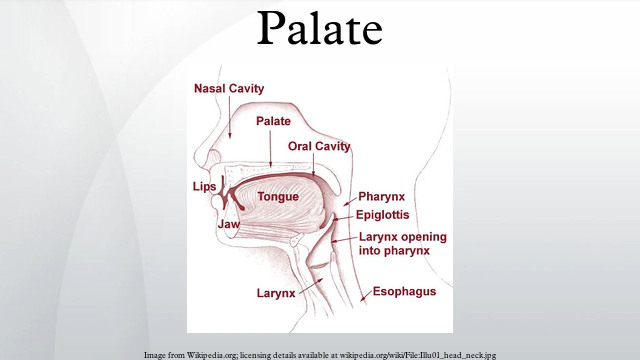 Palate
Nasal Cavity
Palate
Oral Cavity
Lips
Tongue
Pharynx
Epiglottis
Jaw
Larynx opening
into pharynx
Larynx
Esophagus
Image from Wikipedia.org; licensing details available at wikipedia.org/wiki/File:Illu01_head_neck.jpg